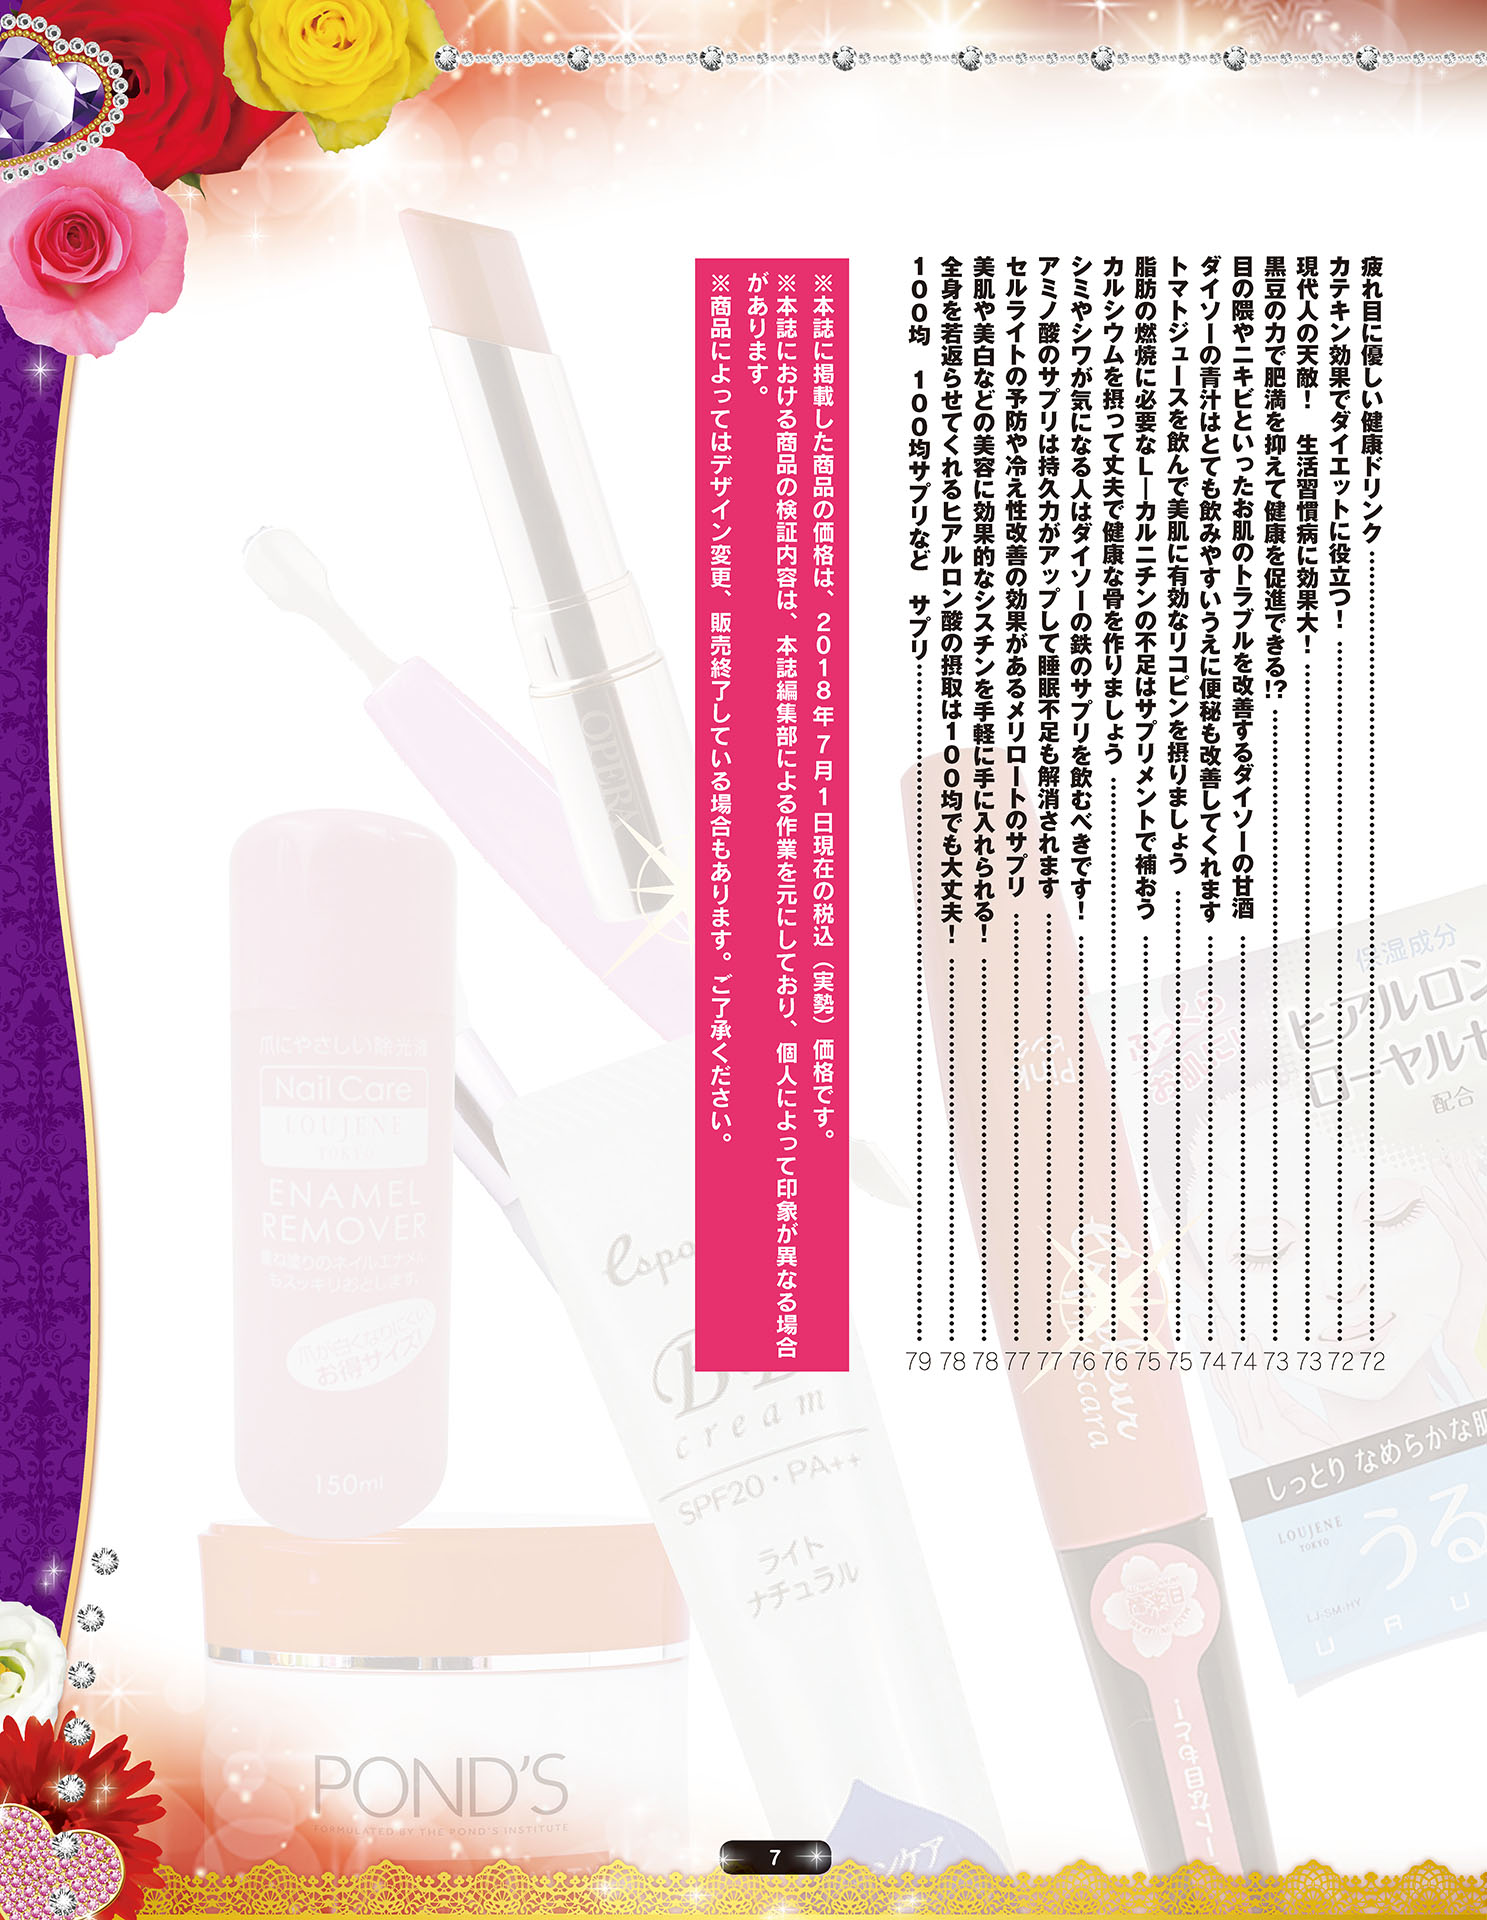 疲れ目に優しい健康ドリンク…………72
カテキン効果でダイエットに役立つ！…………72
現代人の天敵！　生活習慣病に効果大！…………73
黒豆の力で肥満を抑えて健康を促進できる!?…………73
目の隈やニキビといったお肌のトラブルを改善するダイソーの甘酒…………74
ダイソーの青汁はとても飲みやすいうえに便秘も改善してくれます…………74
トマトジュースを飲んで美肌に有効なリコピンを摂りましょう…………75
脂肪の燃焼に必要なL―カルニチンの不足はサプリメントで補おう…………75
カルシウムを摂って丈夫で健康な骨を作りましょう…………76
シミやシワが気になる人はダイソーの鉄のサプリを飲むべきです！…………76
アミノ酸のサプリは持久力がアップして睡眠不足も解消されます…………77
セルライトの予防や冷え性改善の効果があるメリロートのサプリ…………77
美肌や美白などの美容に効果的なシスチンを手軽に手に入れられる！…………78
全身を若返らせてくれるヒアルロン酸の摂取は100均でも大丈夫！…………78
100均　100均サプリなど　サプリ…………79
※本誌に掲載した商品の価格は、2018年7月1日現在の税込（実勢）価格です。
※本誌における商品の検証内容は、本誌編集部による作業を元にしており、個人によって印象が異なる場合
があります。
※商品によってはデザイン変更、販売終了している場合もあります。ご了承ください。
OPERA
爪にやさしい除光液
Nail Care
LOUJENE
TOKYO
ENAMEL
REMOVER
重ね塗りのネイルエナメル
もスッキリおとします。
爪が白くなりにくい
お得サイズ!
150ml
POND'S
FORMULATED BY THE POND'S INSTITUTE
espo
BB
cream
SPF20・PA++
ライト
ナチュラル
ンケア
Pink
ピンク
scara
保湿成分
ふっくら
お肌に!
ヒアルロン
ローヤルゼ
配合
しっとり なめらかな肌
LOUJENE
TOKYO
うる
LJ-SM-HY
U R U
7